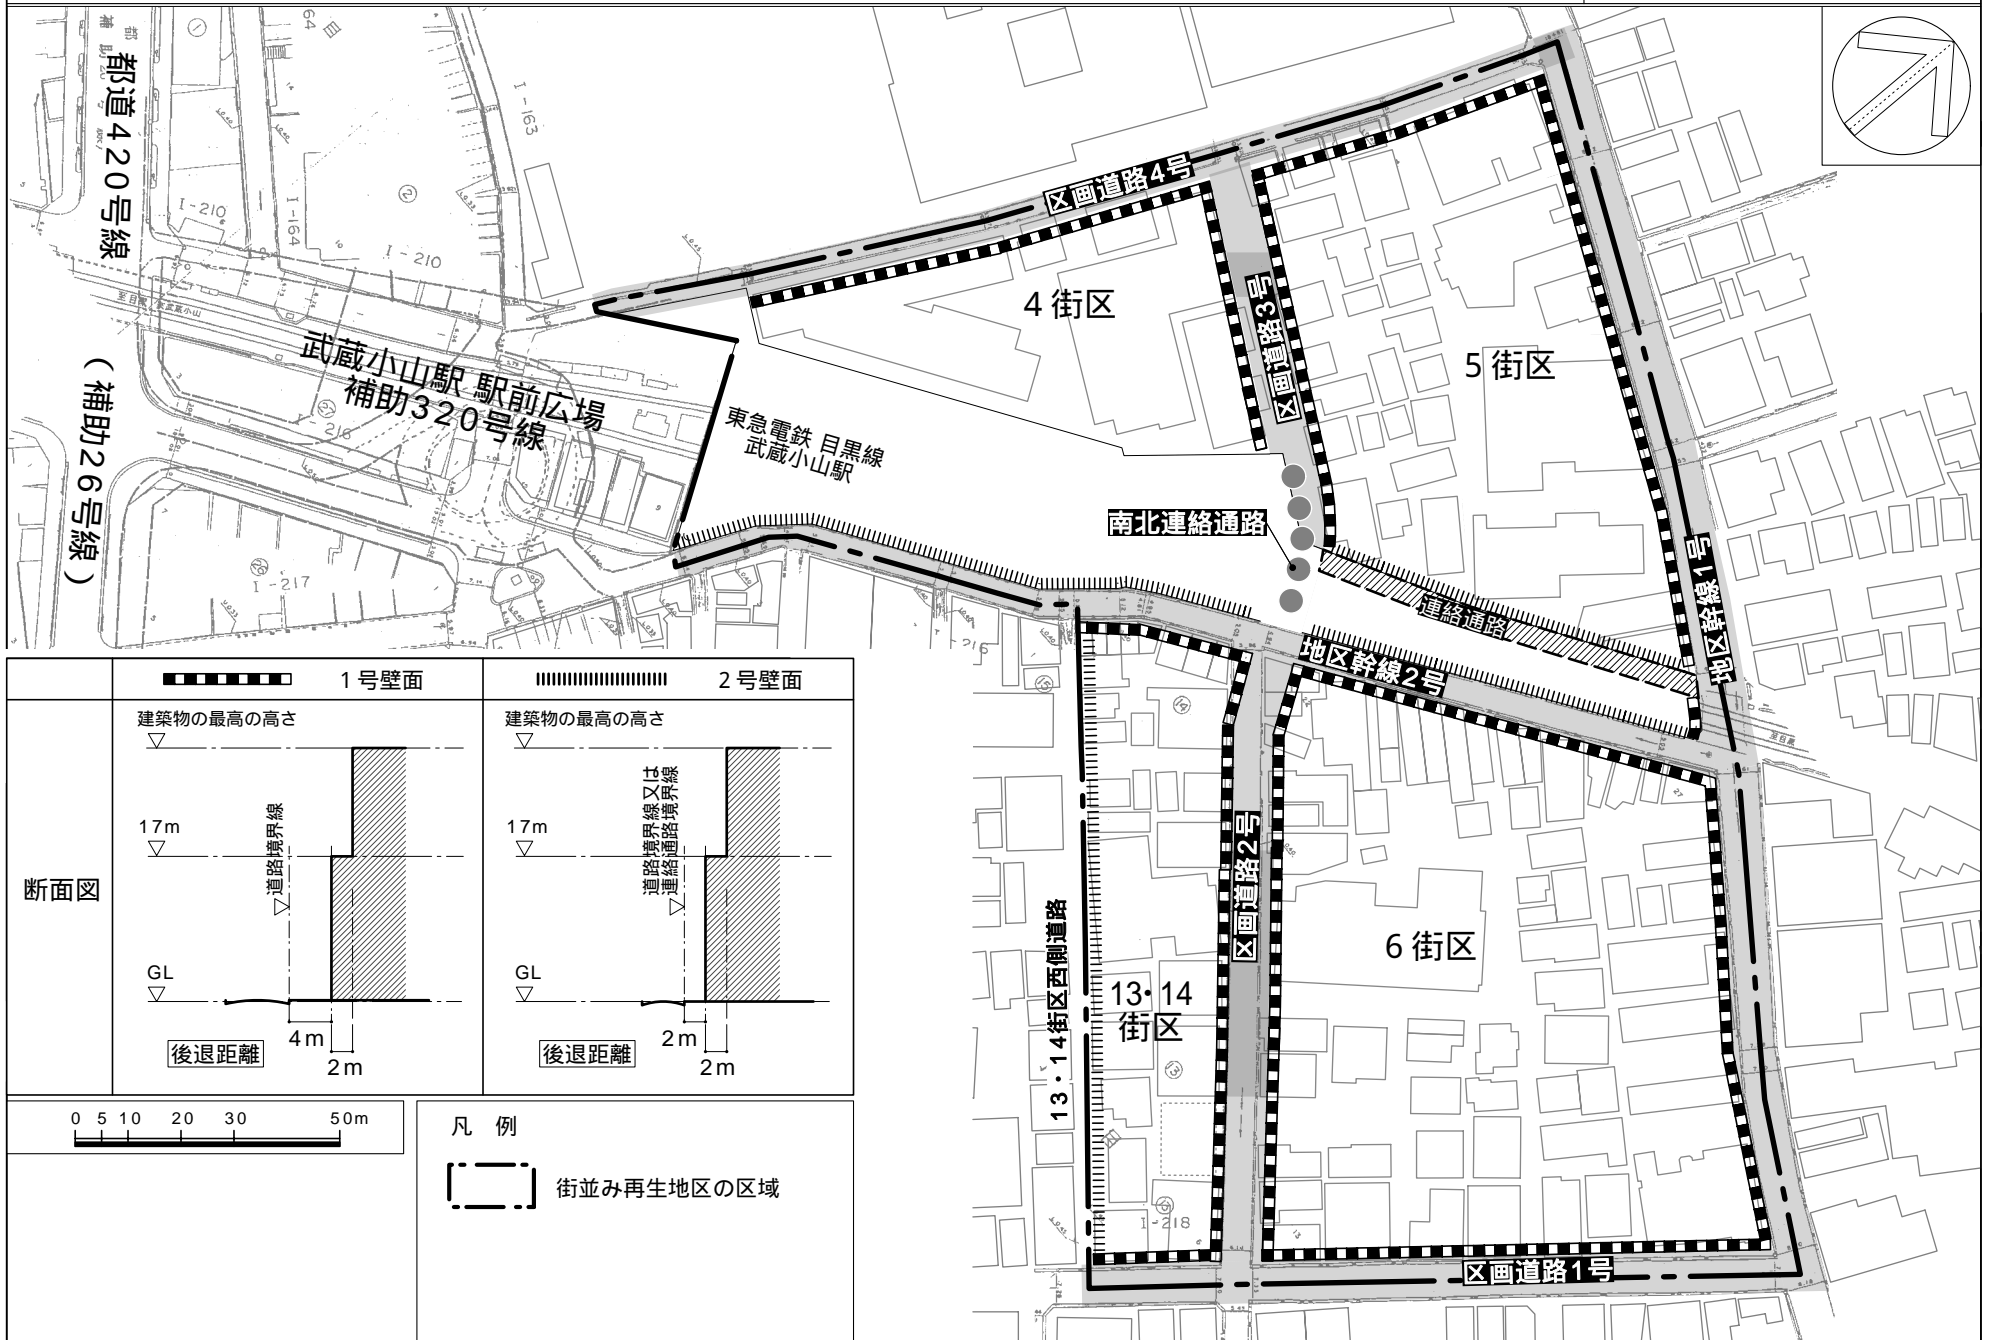 都道420号線
（補助26号線）
I-163
I-210
I-164
I-210
武蔵小山駅 駅前広場
補助320号線
東急電鉄 目黒線
武蔵小山駅
I-217
区画道路4号
4街区
区画道路3号
5街区
南北連絡通路
連絡通路
地区幹線1号
地区幹線2号
至目黒
区画道路2号
13・14街区西側道路
13・14
街区
6街区
I-218
区画道路1号
1号壁面
2号壁面
断面図
建築物の最高の高さ
17m
道路境界線
GL
4m
後退距離
2m
建築物の最高の高さ
17m
道路境界線又は
連絡通路境界線
GL
2m
後退距離
2m
0 5 10 20 30 50m
凡 例
街並み再生地区の区域